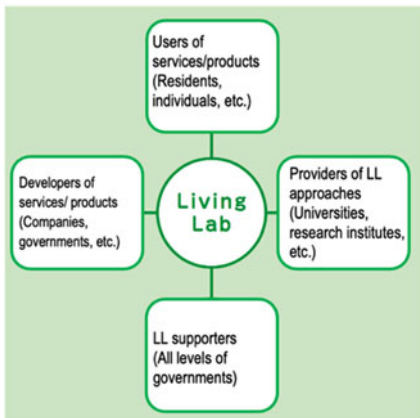 Users of
services/products
(Residents,
individuals, etc.)
Developers of
services/ products
(Companies,
governments, etc.)
Living
Lab
Providers of LL
approaches
(Universities,
research institutes,
etc.)
LL supporters
(All levels of
governments)